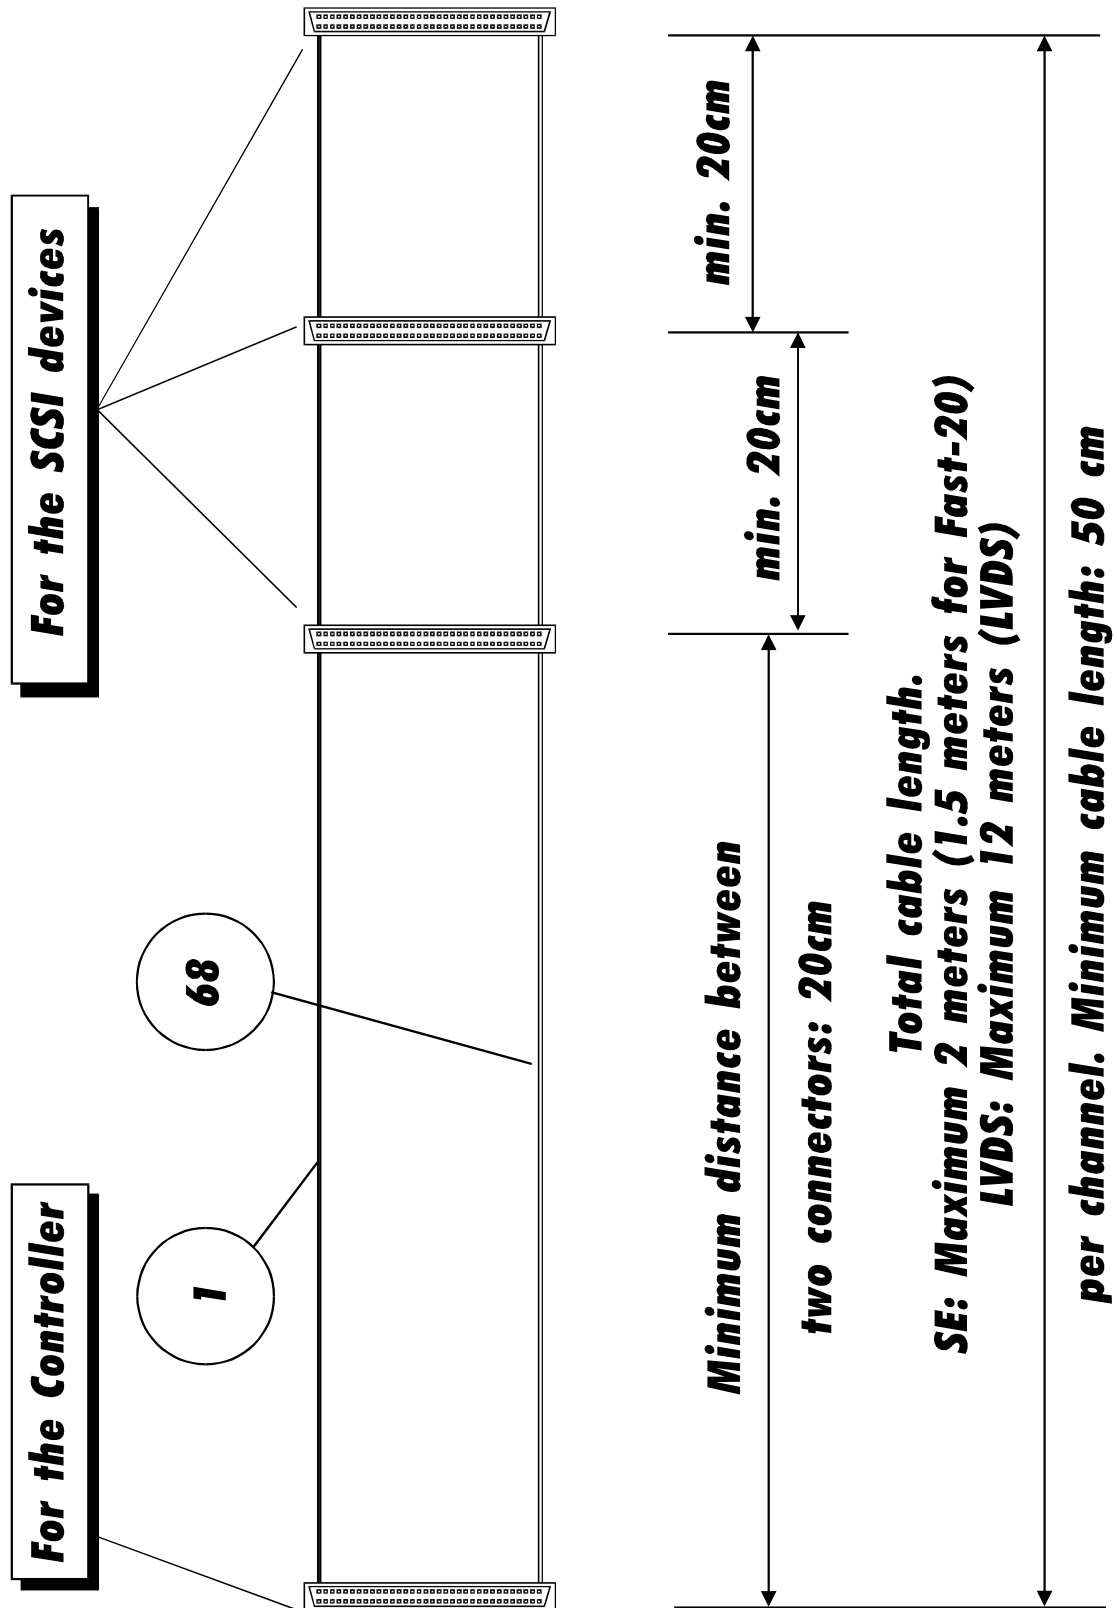 For the Controller
For the SCSI devices
1
68
Minimum distance between
two connectors: 20cm
min. 20cm
min. 20cm
Total cable length.
SE: Maximum 2 meters (1.5 meters for Fast-20)
LVDS: Maximum 12 meters (LVDS)
per channel. Minimum cable length: 50 cm